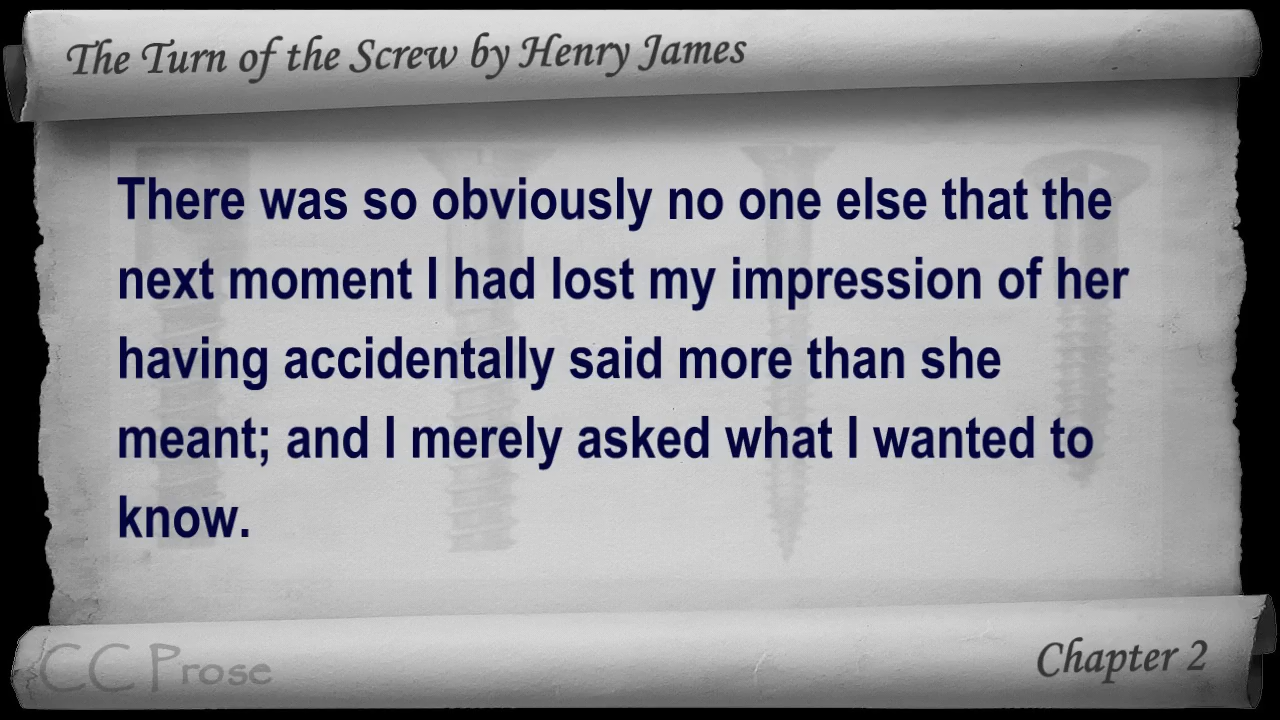 The Turn of the Screw by Henry James
There was so obviously no one else that the
next moment I had lost my impression of her
having accidentally said more than she
meant; and I merely asked what I wanted to
know.
CC Prose
Chapter 2